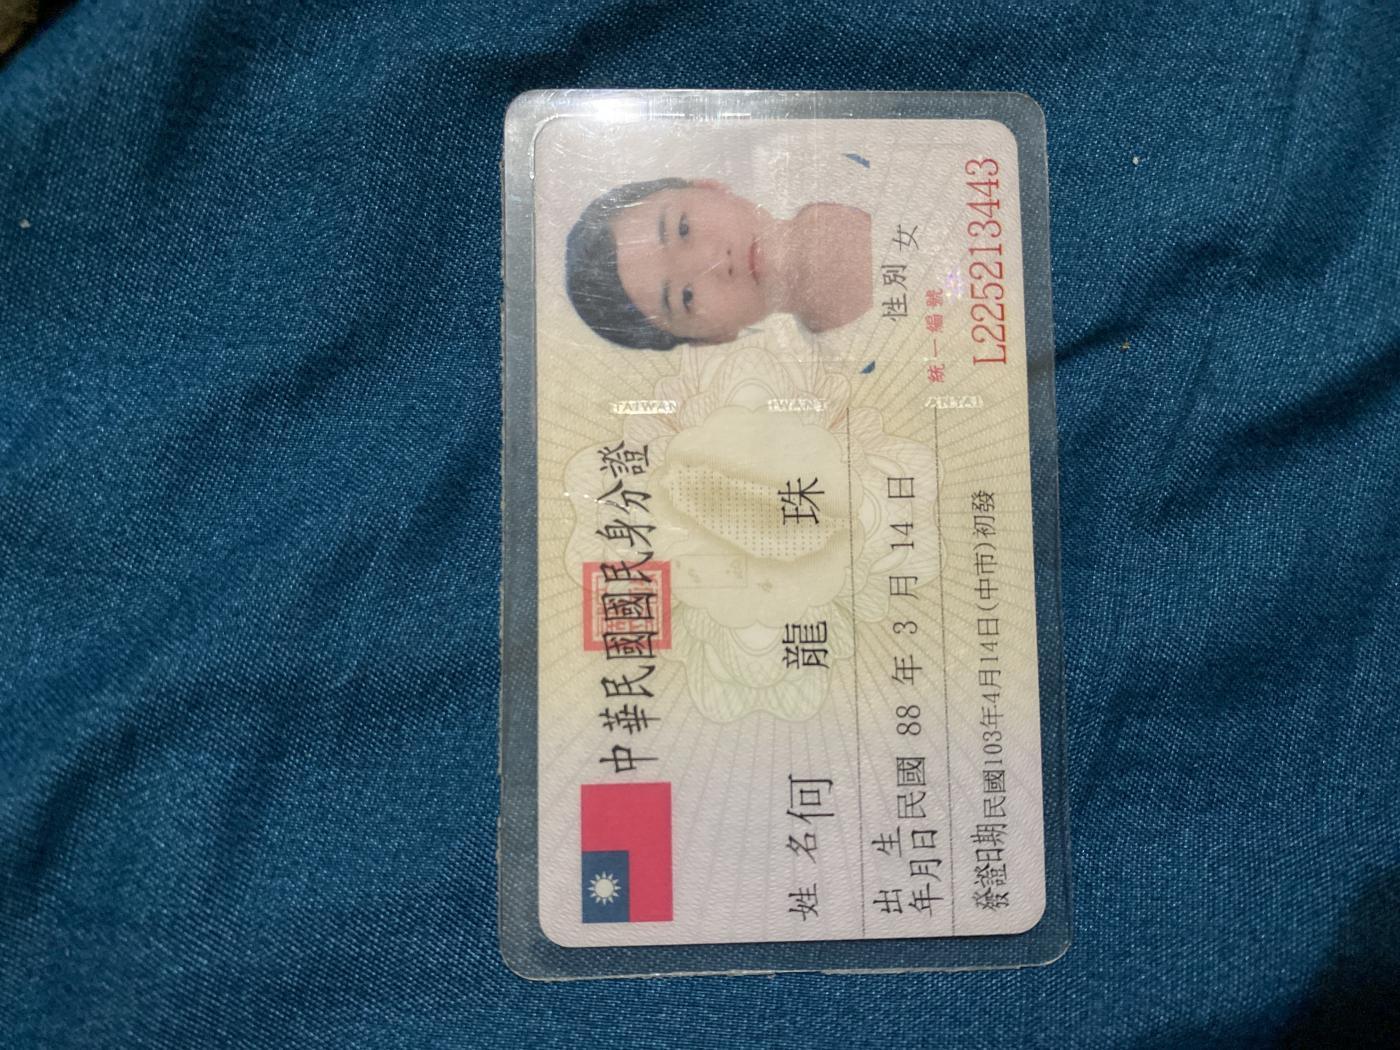 中華民國國民身分證
姓名 何龍珠
出生年月日 民國 88 年 3 月 14 日
性別 女
發證日期 民國103年4月14日(中市)初發
統一編號
L225213443
TAIWAN